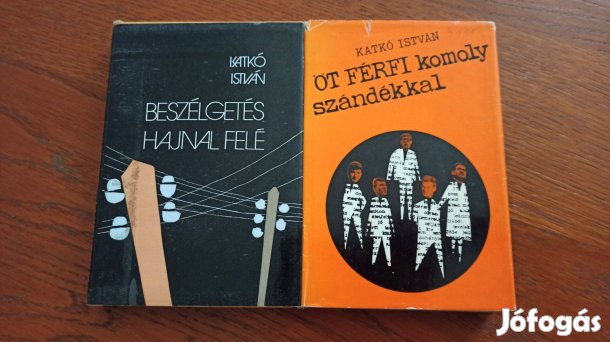 KATKÓ
ISTVÁN
BESZÉLGETÉS
HAJNAL FELÉ
KATKÓ ISTVÁN
ÖT FÉRFI komoly
szándékkal
Jófogás